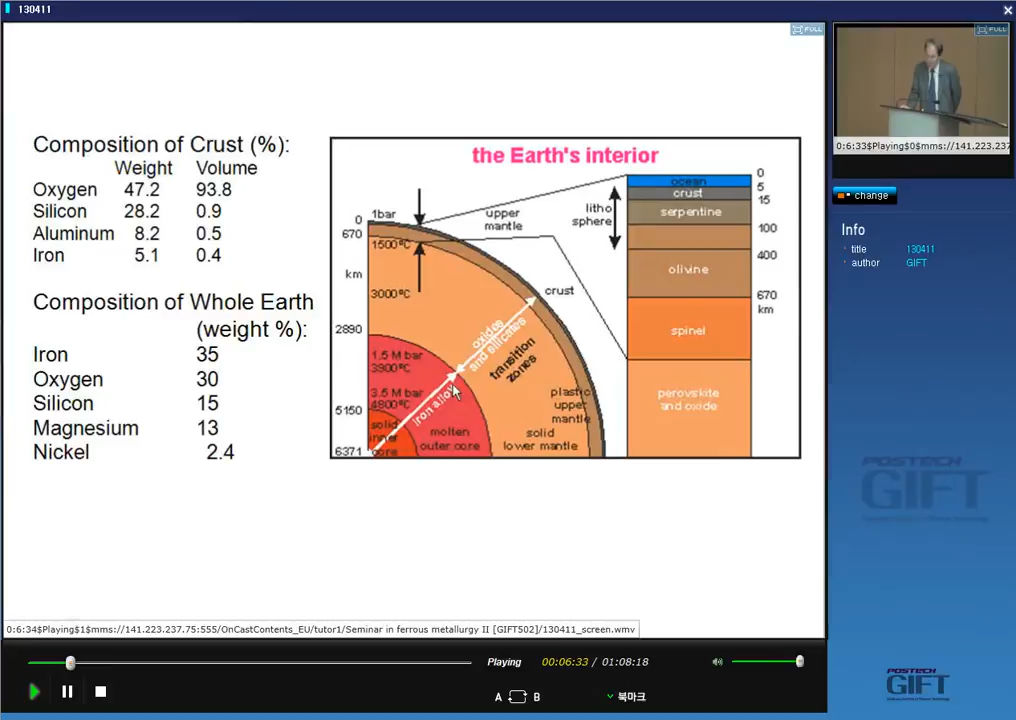 130411
FULL
FULL
Composition of Crust (%):
Weight Volume
Oxygen 47.2 93.8
Silicon 28.2 0.9
Aluminum 8.2 0.5
Iron 5.1 0.4
Composition of Whole Earth
(weight %):
Iron 35
Oxygen 30
Silicon 15
Magnesium 13
Nickel 2.4
the Earth's interior
0
670
km
2890
5150
6371
1bar
1500ºC
3000ºC
1.5 M bar
3900ºC
3.5 M bar
4800ºC
solid
inner
core
iron alloy
molten
outer core
oxides
and silicates
transition
zones
plastic
upper
mantle
solid
lower mantle
crust
upper
mantle
litho
sphere
ocean
crust
serpentine
olivine
spinel
perovskite
and oxide
0
5
15
100
400
670
km
0:6:33$Playing$0$mms://141.223.237
change
Info
title 130411
author GIFT
POSTECH
GIFT
0:6:34$Playing$1$mms://141.223.237.75:555/OnCastContents_EU/tutor1/Seminar in ferrous metallurgy II [GIFT502]/130411_screen.wmv
Playing 00:06:33 / 01:08:18
A B 북마크
POSTECH
GIFT